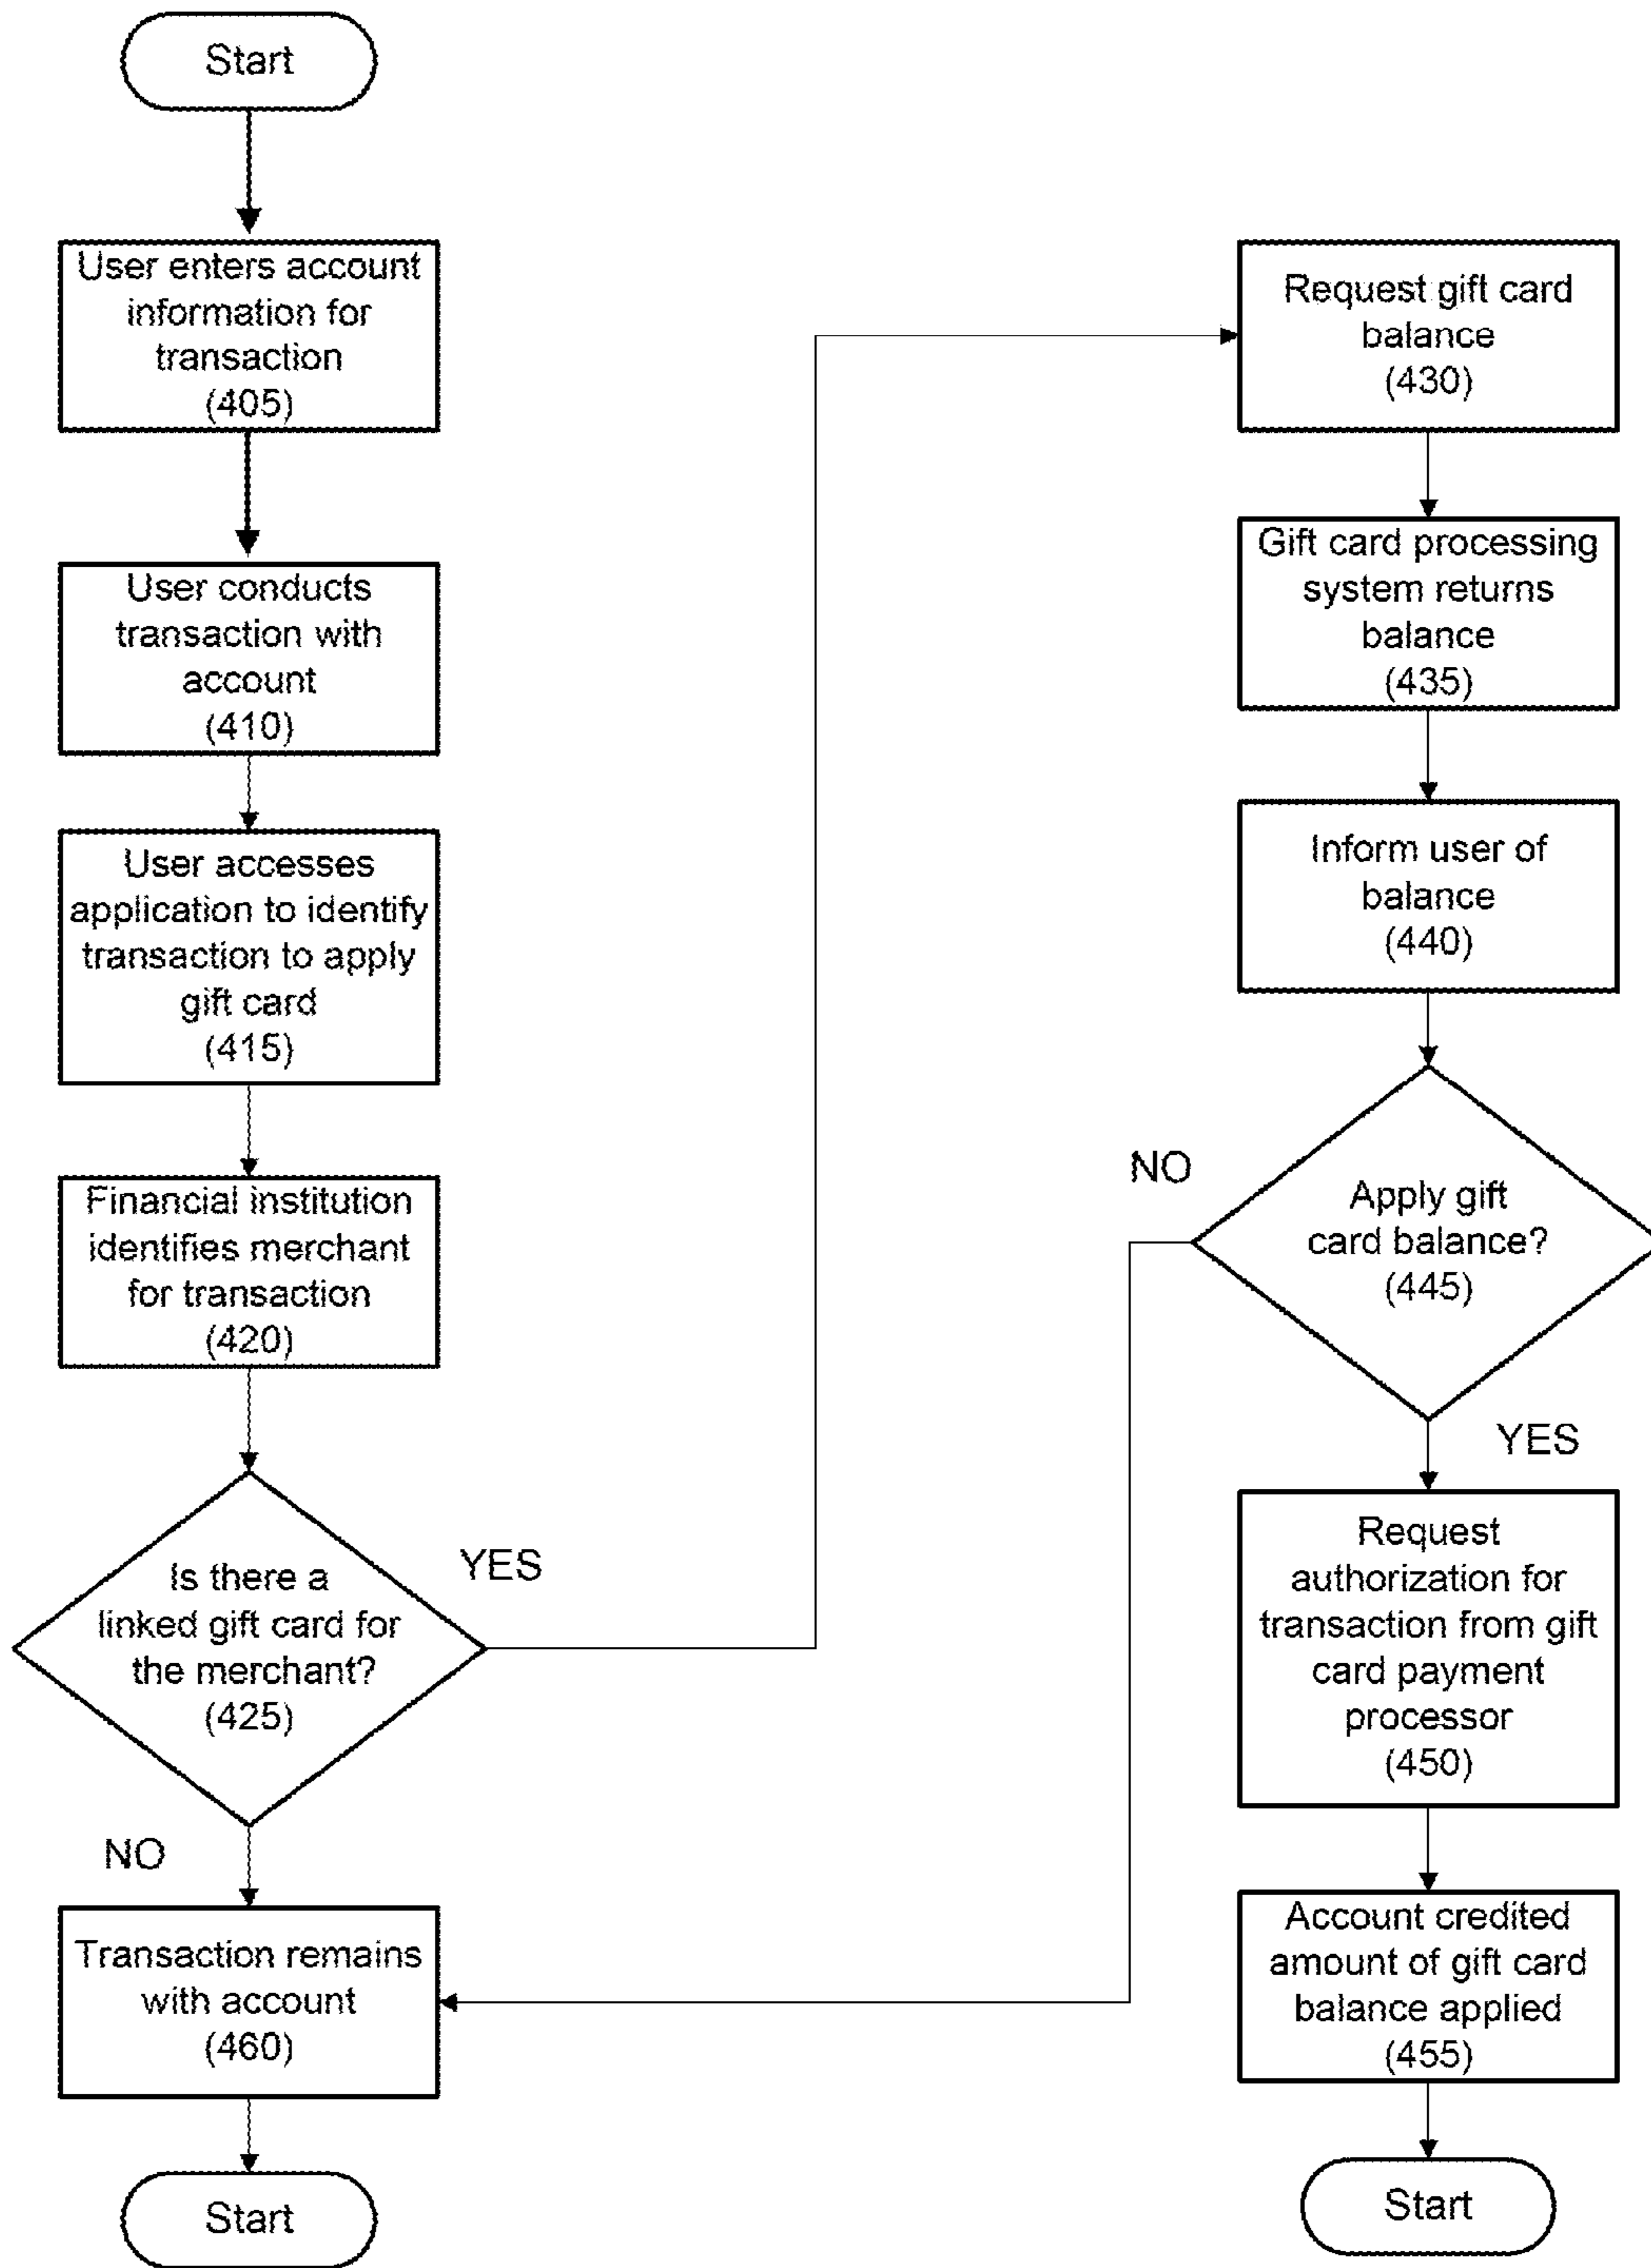 Start
User enters account
information for
transaction
(405)
User conducts
transaction with
account
(410)
User accesses
application to identify
transaction to apply
gift card
(415)
Financial institution
identifies merchant
for transaction
(420)
Is there a
linked gift card for
the merchant?
(425)
YES
NO
Transaction remains
with account
(460)
Start
Request gift card
balance
(430)
Gift card processing
system returns
balance
(435)
Inform user of
balance
(440)
NO
Apply gift
card balance?
(445)
YES
Request
authorization for
transaction from gift
card payment
processor
(450)
Account credited
amount of gift card
balance applied
(455)
Start